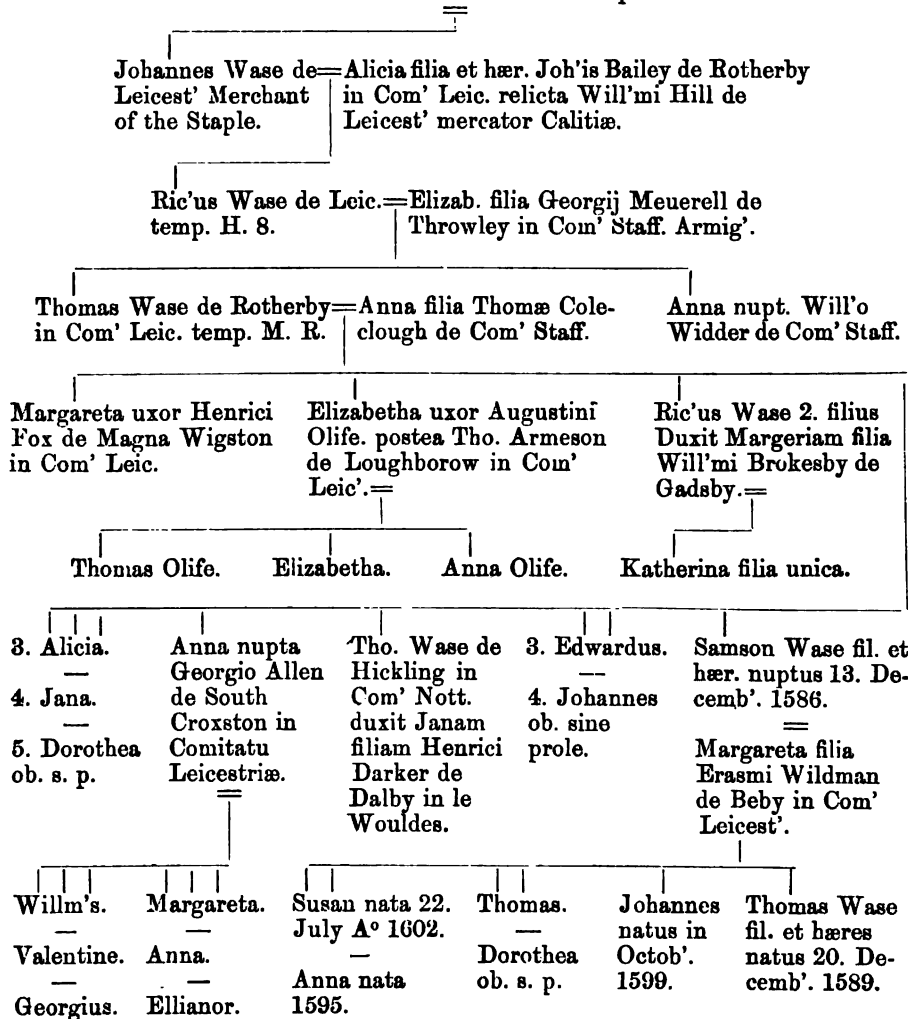 Johannes Wase de=Alicia filia et hær. Joh'is Bailey de Rotherby
Leicest' Merchant in Com' Leic. relicta Will'mi Hill de
of the Staple. Leicest' mercator Calitiæ.
Ric'us Wase de Leic.=Elizab. filia Georgij Meuerell de
temp. H. 8. Throwley in Com' Staff. Armig'.
Thomas Wase de Rotherby=Anna filia Thomæ Cole-
in Com' Leic. temp. M. R. clough de Com' Staff.
Anna nupt. Will'o
Widder de Com' Staff.
Margareta uxor Henrici
Fox de Magna Wigston
in Com' Leic.
Elizabetha uxor Augustini
Olife. postea Tho. Armeson
de Loughborow in Com'
Leic'.=
Ric'us Wase 2. filius
Duxit Margeriam filia
Will'mi Brokesby de
Gadsby.=
Thomas Olife. Elizabetha. Anna Olife. Katherina filia unica.
3. Alicia.
—
4. Jana.
—
5. Dorothea
ob. s. p.
Anna nupta
Georgio Allen
de South
Croxston in
Comitatu
Leicestriæ.
=
Tho. Wase de
Hickling in
Com' Nott.
duxit Janam
filiam Henrici
Darker de
Dalby in le
Wouldes.
3. Edwardus.
—
4. Johannes
ob. sine
prole.
Samson Wase fil. et
hær. nuptus 13. De-
cemb'. 1586.
=
Margareta filia
Erasmi Wildman
de Beby in Com'
Leicest'.
Willm's.
—
Valentine.
—
Georgius.
Margareta.
—
Anna.
—
Ellianor.
Susan nata 22.
July Aº 1602.
—
Anna nata
1595.
Thomas.
—
Dorothea
ob. s. p.
Johannes
natus in
Octob'.
1599.
Thomas Wase
fil. et hæres
natus 20. De-
cemb'. 1589.